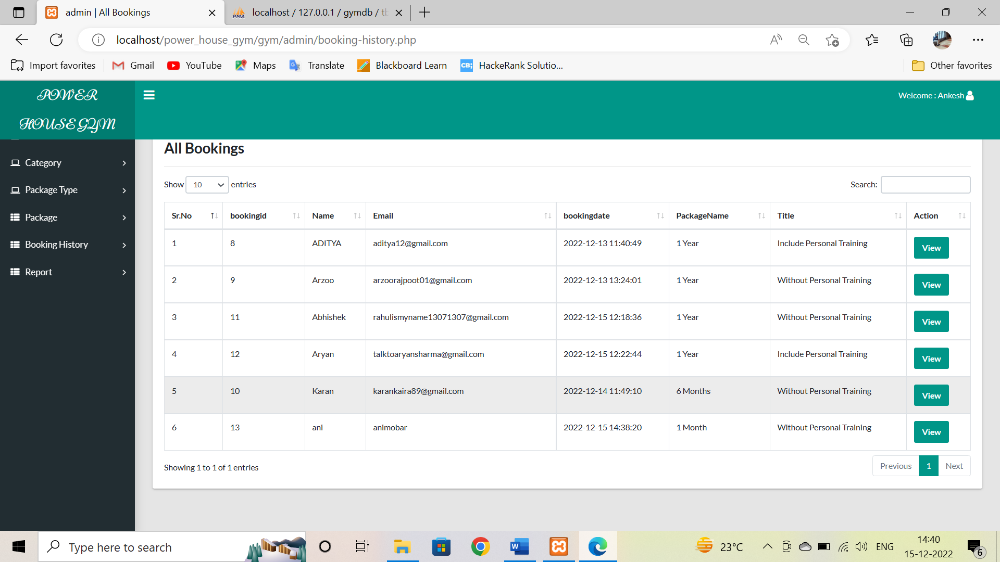 admin | All Bookings
localhost / 127.0.0.1 / gymdb / tb
localhost/power_house_gym/gym/admin/booking-history.php
Import favorites Gmail YouTube Maps Translate Blackboard Learn HackeRank Solutio... Other favorites
POWER
HOUSE GYM
Welcome : Ankesh
Category
Package Type
Package
Booking History
Report
All Bookings
Show 10 entries Search:
Sr.No bookingid Name Email bookingdate PackageName Title Action
1 8 ADITYA aditya12@gmail.com 2022-12-13 11:40:49 1 Year Include Personal Training View
2 9 Arzoo arzoorajpoot01@gmail.com 2022-12-13 13:24:01 1 Year Without Personal Training View
3 11 Abhishek rahulismyname13071307@gmail.com 2022-12-15 12:18:36 1 Year Without Personal Training View
4 12 Aryan talktoaryansharma@gmail.com 2022-12-15 12:22:44 1 Year Include Personal Training View
5 10 Karan karankaira89@gmail.com 2022-12-14 11:49:10 6 Months Without Personal Training View
6 13 ani animobar 2022-12-15 14:38:20 1 Month Without Personal Training View
Showing 1 to 1 of 1 entries Previous 1 Next
Type here to search 23°C ENG 14:40
15-12-2022 6